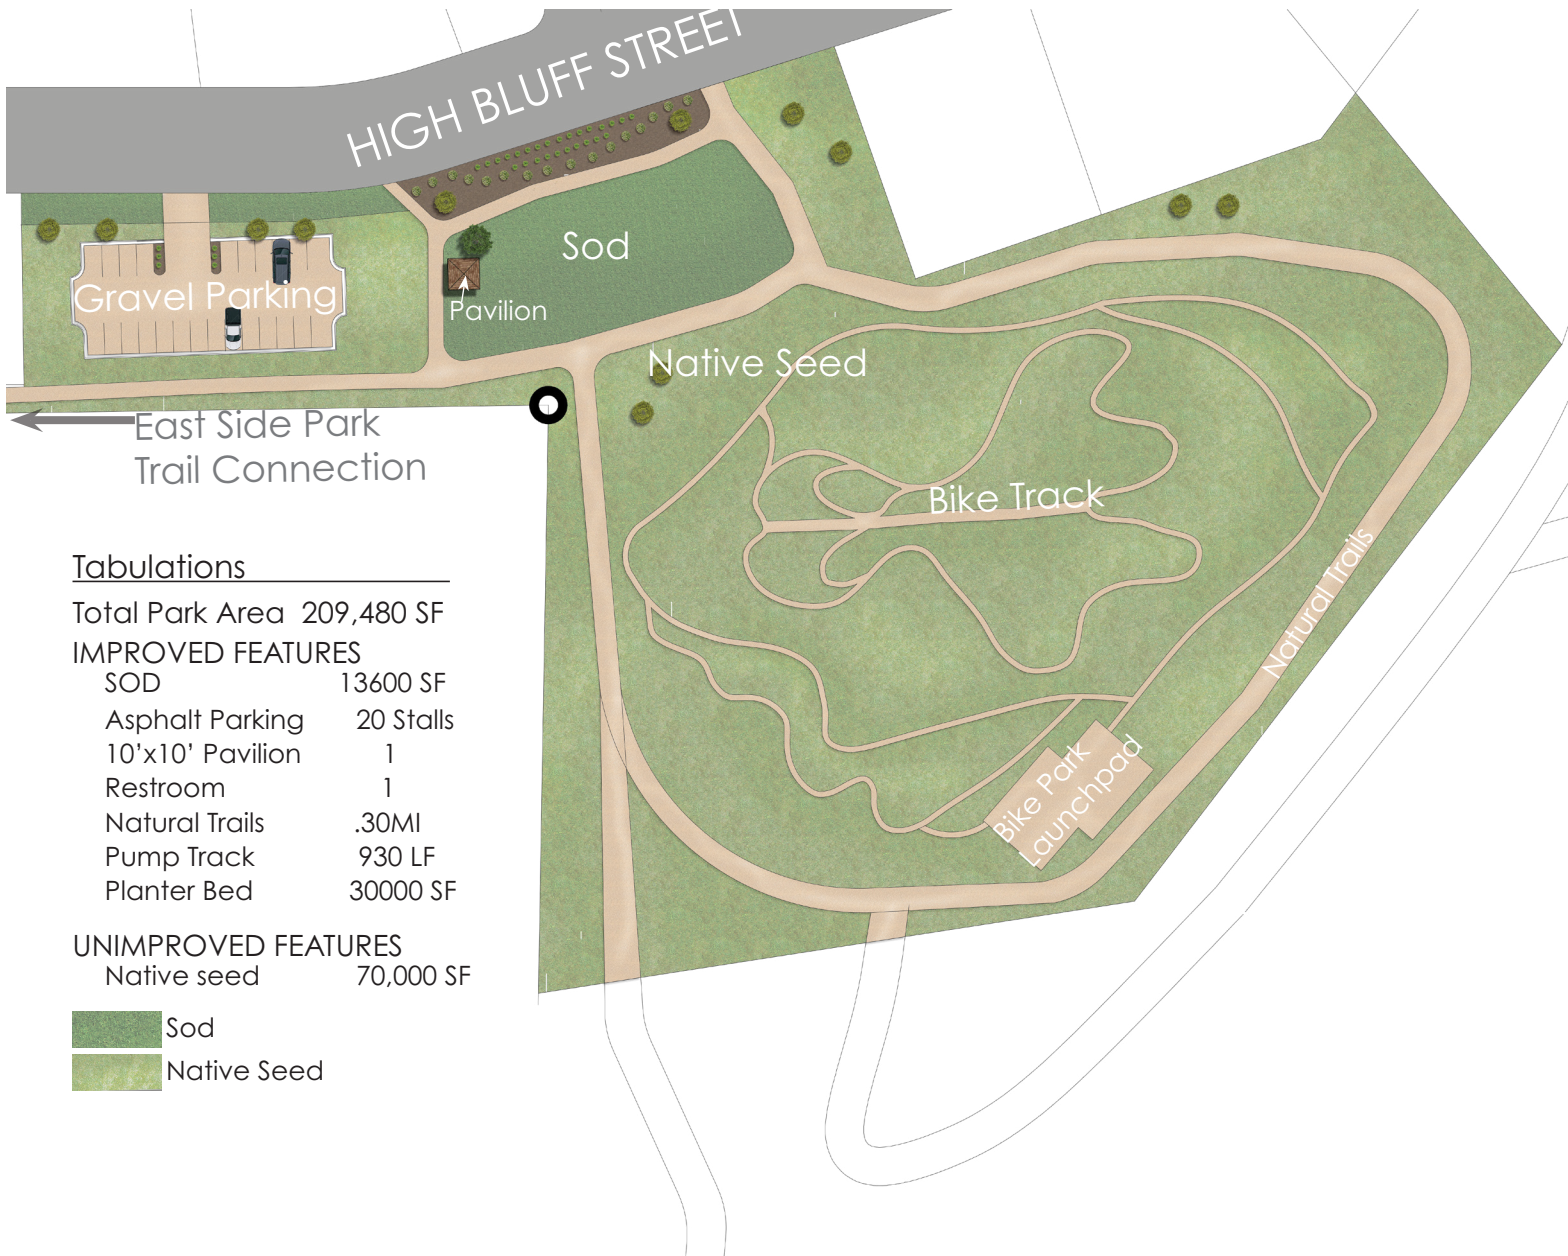 HIGH BLUFF STREET
Sod
Gravel Parking
Pavilion
Native Seed
East Side Park
Trail Connection
Bike Track
Natural Trails
Bike Park
Launchpad
Tabulations
Total Park Area 209,480 SF
IMPROVED FEATURES
SOD 13600 SF
Asphalt Parking 20 Stalls
10’x10’ Pavilion 1
Restroom 1
Natural Trails .30MI
Pump Track 930 LF
Planter Bed 30000 SF
UNIMPROVED FEATURES
Native seed 70,000 SF
Sod
Native Seed